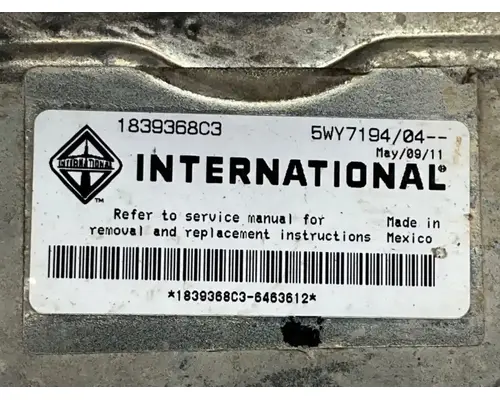 1839368C3 5WY7194/04--
May/09/11
INTERNATIONAL
INTERNATIONAL®
TM
Refer to service manual for Made in
removal and replacement instructions Mexico
*1839368C3-6463612*